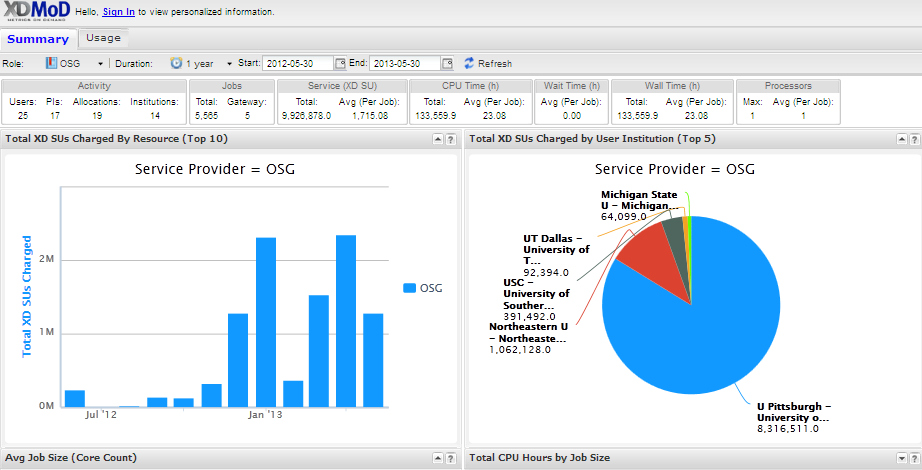 XDMoD
METRICS ON DEMAND
Hello, Sign In to view personalized information.
Summary Usage
Role: OSG Duration: 1 year Start: 2012-05-30 End: 2013-05-30 Refresh
Activity Jobs Service (XD SU) CPU Time (h) Wait Time (h) Wall Time (h) Processors
Users: PIs: Allocations: Institutions: Total: Gateway: Total: Avg (Per Job): Total: Avg (Per Job): Avg (Per Job): Total: Avg (Per Job): Max: Avg (Per Job):
25 17 19 14 5,565 5 9,926,878.0 1,715.08 133,559.9 23.08 0.00 133,559.9 23.08 1 1
Total XD SUs Charged By Resource (Top 10)
Service Provider = OSG
Total XD SUs Charged
2M
1M
0M
Jul '12 Jan '13
OSG
Total XD SUs Charged by User Institution (Top 5)
Service Provider = OSG
Michigan State
U - Michigan...
64,099.0
UT Dallas -
University of
T...
92,394.0
USC -
University of
Souther...
391,492.0
Northeastern U
- Northeaste...
1,062,128.0
U Pittsburgh -
University o...
8,316,511.0
Avg Job Size (Core Count)
Total CPU Hours by Job Size